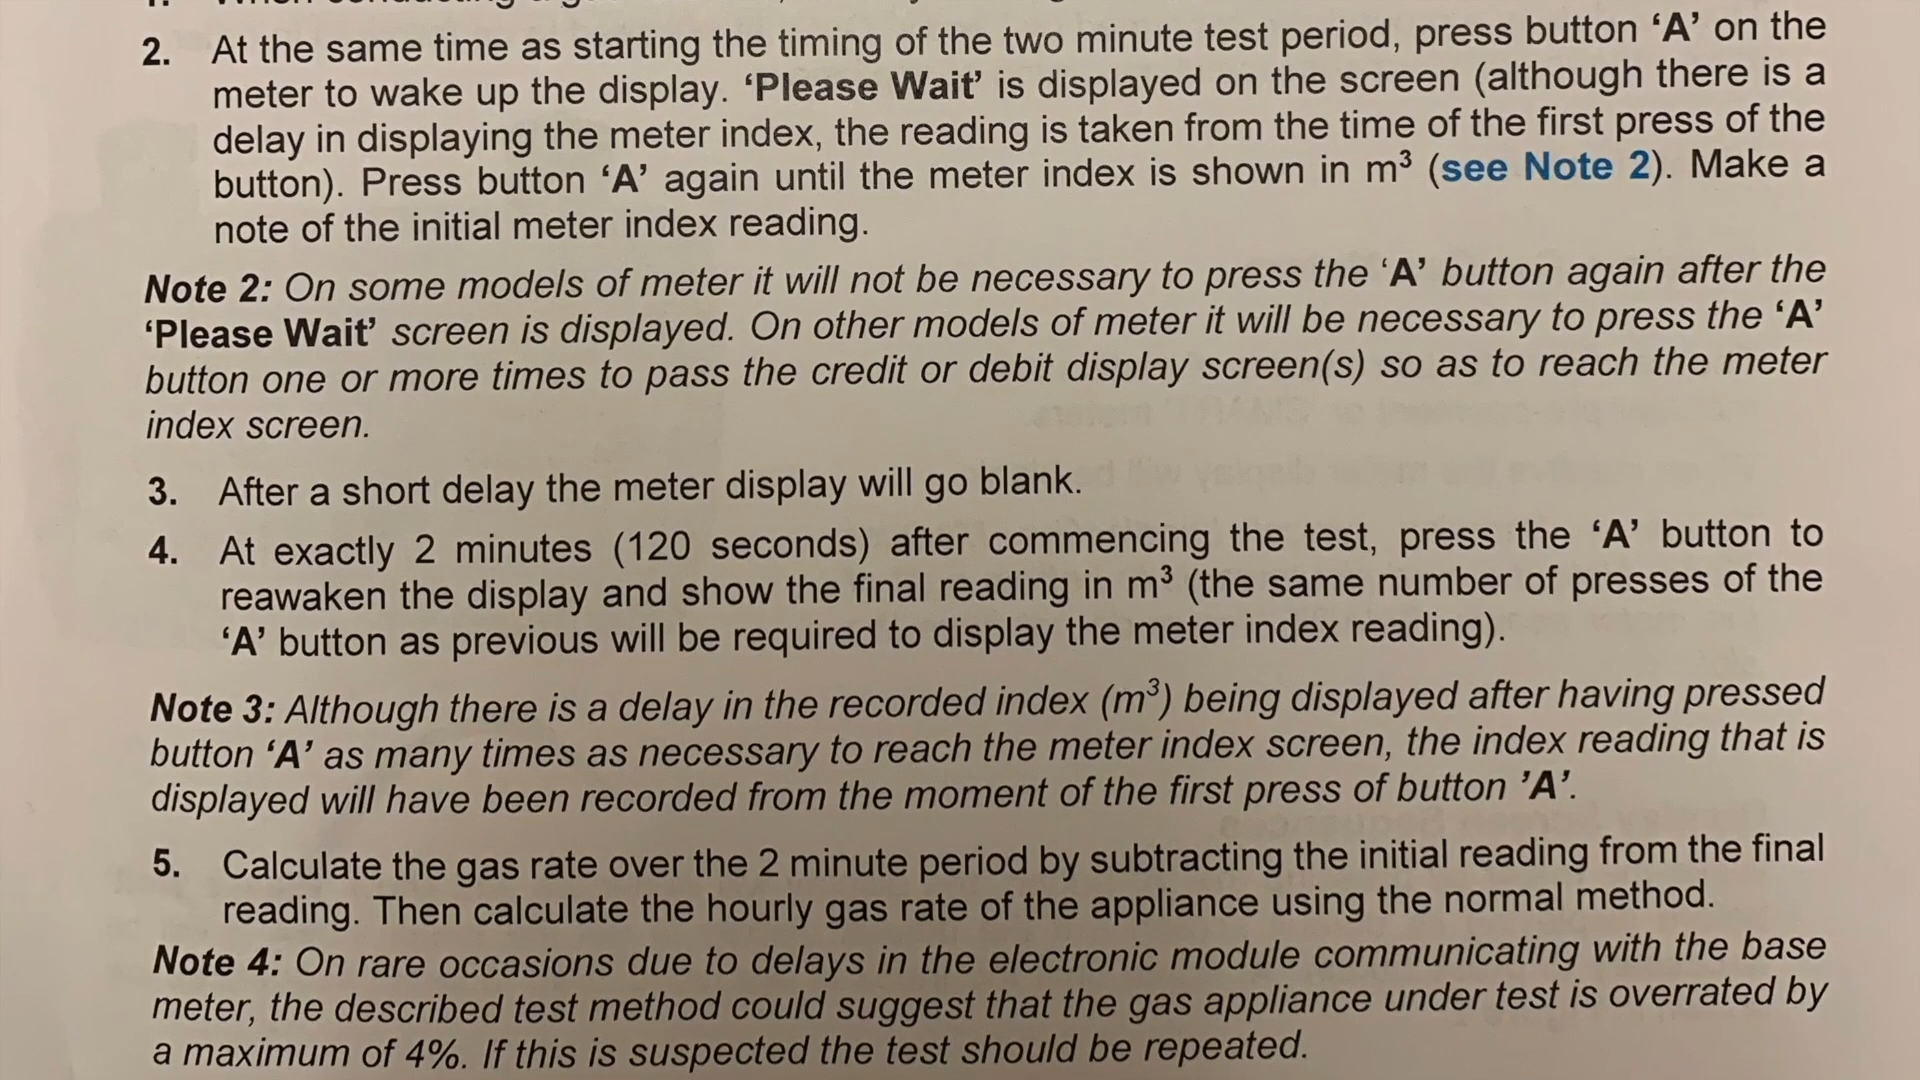 2. At the same time as starting the timing of the two minute test period, press button ‘A’ on the
meter to wake up the display. ‘Please Wait’ is displayed on the screen (although there is a
delay in displaying the meter index, the reading is taken from the time of the first press of the
button). Press button ‘A’ again until the meter index is shown in m³ (see Note 2). Make a
note of the initial meter index reading.
Note 2: On some models of meter it will not be necessary to press the ‘A’ button again after the
‘Please Wait’ screen is displayed. On other models of meter it will be necessary to press the ‘A’
button one or more times to pass the credit or debit display screen(s) so as to reach the meter
index screen.
3. After a short delay the meter display will go blank.
4. At exactly 2 minutes (120 seconds) after commencing the test, press the ‘A’ button to
reawaken the display and show the final reading in m³ (the same number of presses of the
‘A’ button as previous will be required to display the meter index reading).
Note 3: Although there is a delay in the recorded index (m³) being displayed after having pressed
button ‘A’ as many times as necessary to reach the meter index screen, the index reading that is
displayed will have been recorded from the moment of the first press of button ’A’.
5. Calculate the gas rate over the 2 minute period by subtracting the initial reading from the final
reading. Then calculate the hourly gas rate of the appliance using the normal method.
Note 4: On rare occasions due to delays in the electronic module communicating with the base
meter, the described test method could suggest that the gas appliance under test is overrated by
a maximum of 4%. If this is suspected the test should be repeated.